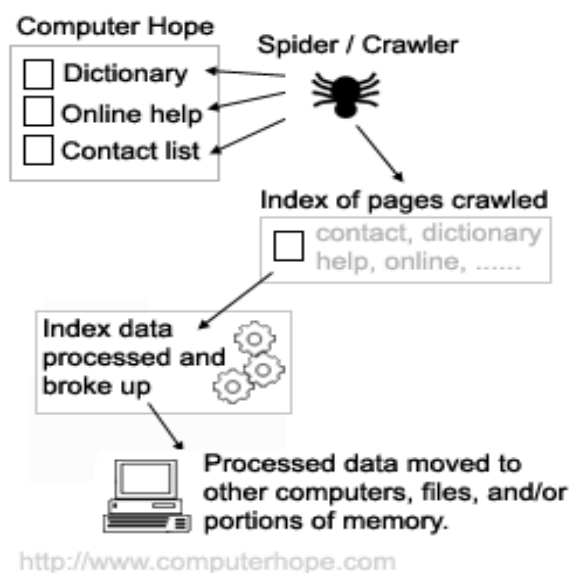 Computer Hope
Spider / Crawler
Dictionary
Online help
Contact list
Index of pages crawled
contact, dictionary
help, online, ......
Index data
processed and
broke up
Processed data moved to
other computers, files, and/or
portions of memory.
http://www.computerhope.com